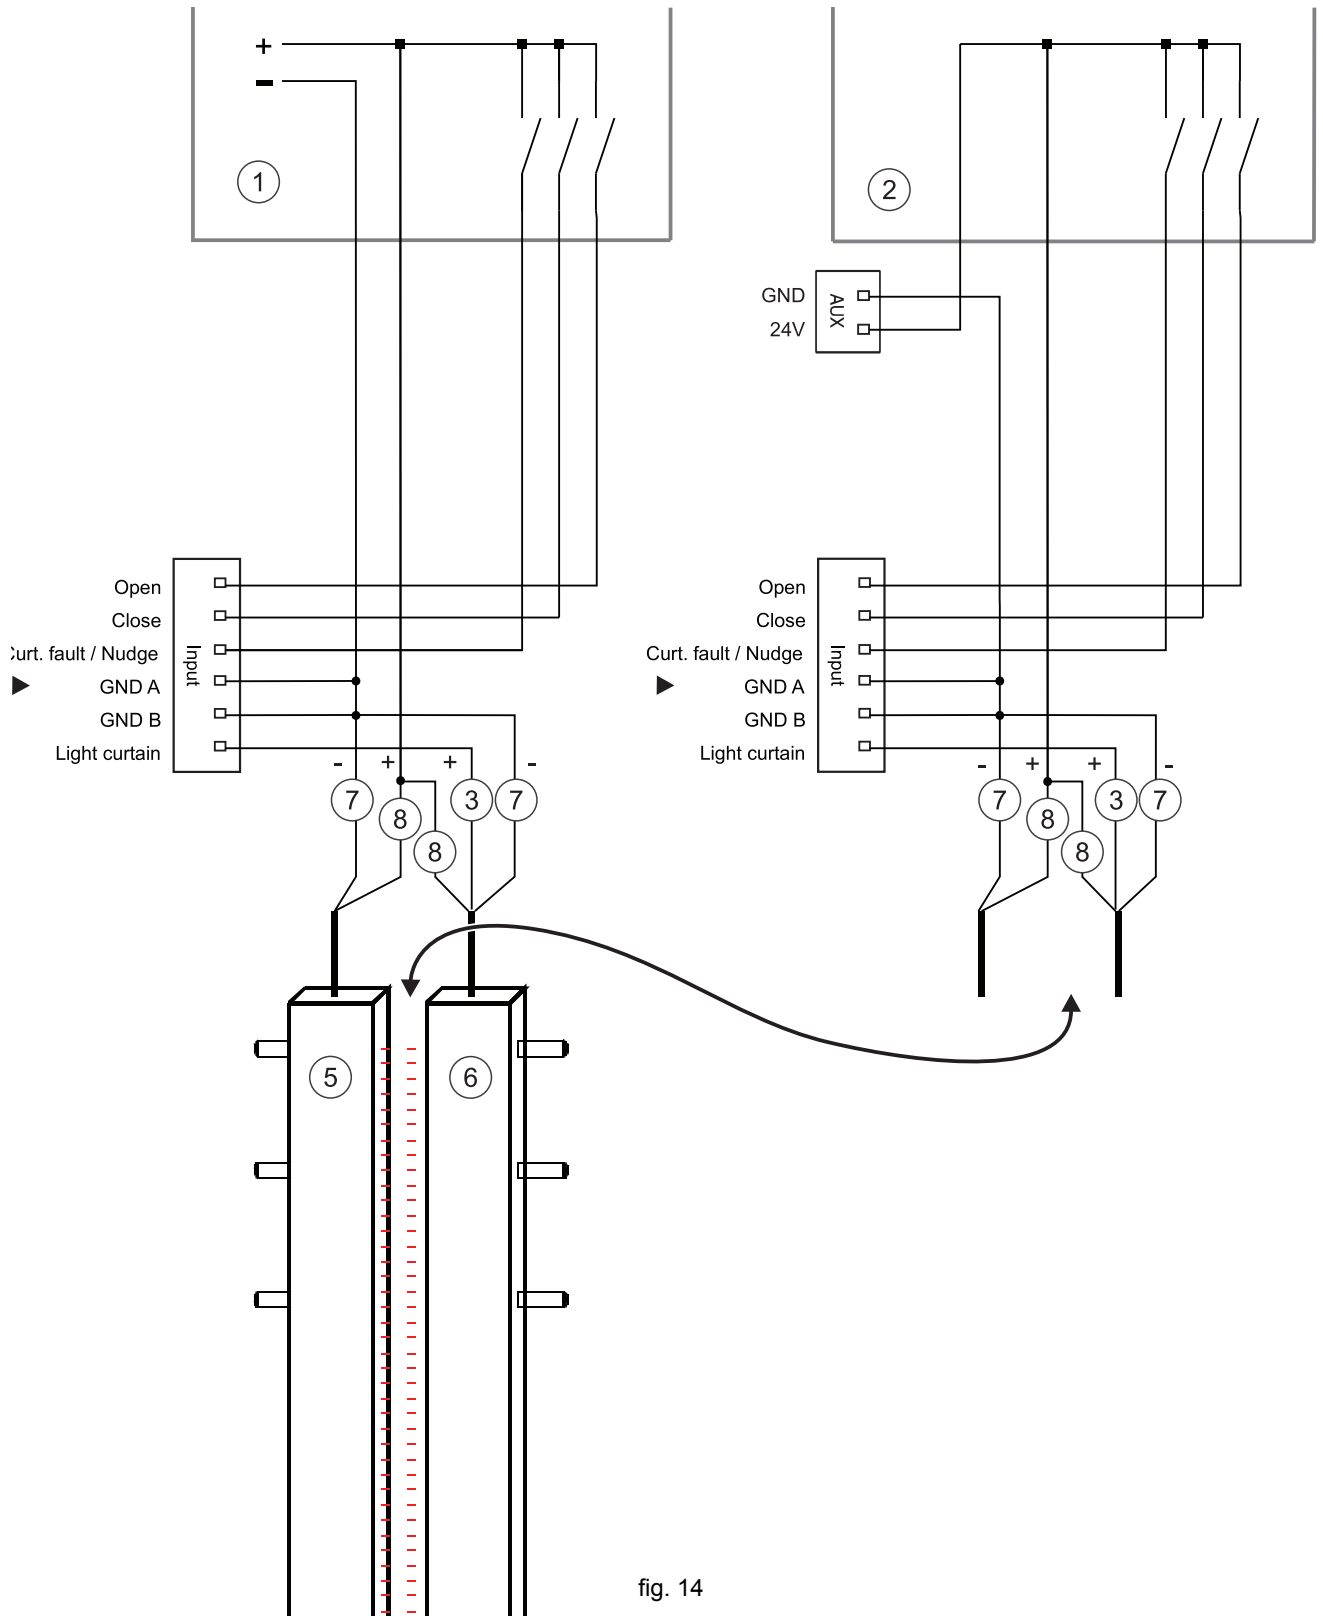 +
-
1
2
GND
24V
AUX
Open
Close
Curt. fault / Nudge
GND A
GND B
Light curtain
Input
- + + -
7 8 8 3 7
Open
Close
Curt. fault / Nudge
GND A
GND B
Light curtain
Input
- + + -
7 8 8 3 7
5
6
fig. 14